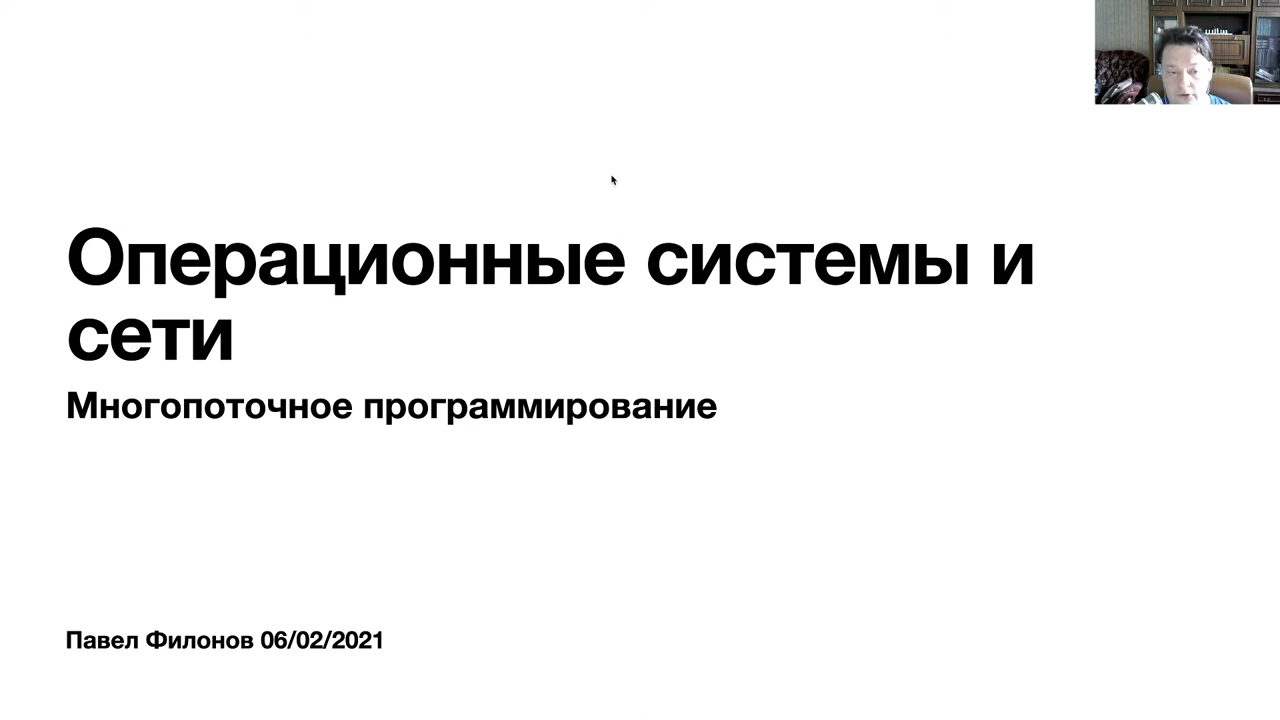 Операционные системы и
сети
Многопоточное программирование
Павел Филонов 06/02/2021